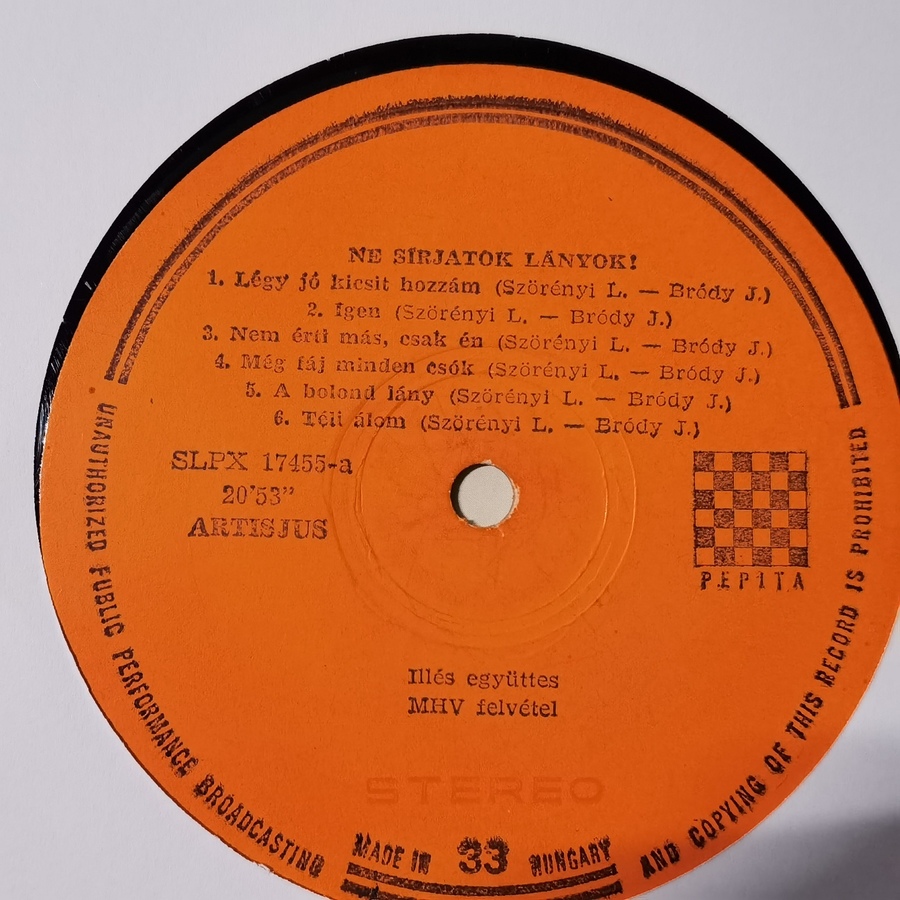 NE SÍRJATOK LÁNYOK!
1. Légy jó kicsit hozzám (Szörényi L. — Bródy J.)
2. Igen (Szörényi L. — Bródy J.)
3. Nem érti más, csak én (Szörényi L. — Bródy J.)
4. Még fáj minden csók (Szörényi L. — Bródy J.)
5. A bolond lány (Szörényi L. — Bródy J.)
6. Téli álom (Szörényi L. — Bródy J.)
SLPX 17455-a
20'53"
ARTISJUS
PEPITA
Illés együttes
MHV felvétel
STEREO
MADE IN 33 HUNGARY
UNAUTHORIZED PUBLIC PERFORMANCE BROADCASTING
AND COPYING OF THIS RECORD IS PROHIBITED